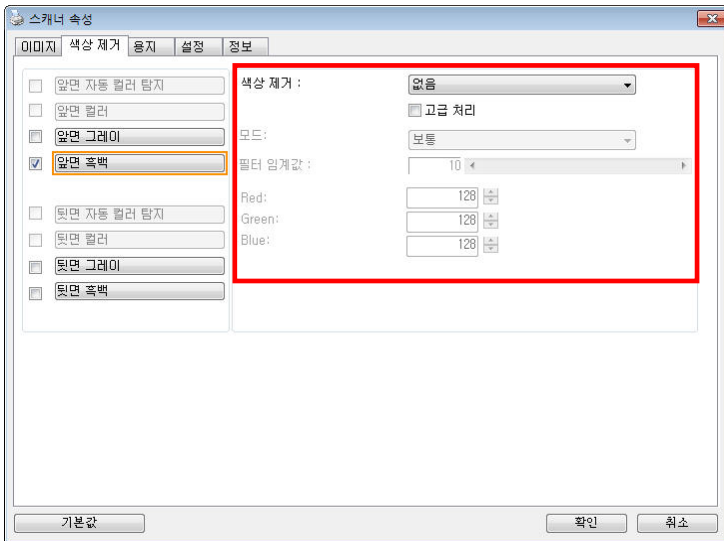 스캐너 속성
이미지 색상 제거 용지 설정 정보
앞면 자동 컬러 탐지
앞면 컬러
앞면 그레이
앞면 흑백
뒷면 자동 컬러 탐지
뒷면 컬러
뒷면 그레이
뒷면 흑백
색상 제거 : 없음
고급 처리
모드: 보통
필터 임계값 : 10
Red: 128
Green: 128
Blue: 128
기본값 확인 취소